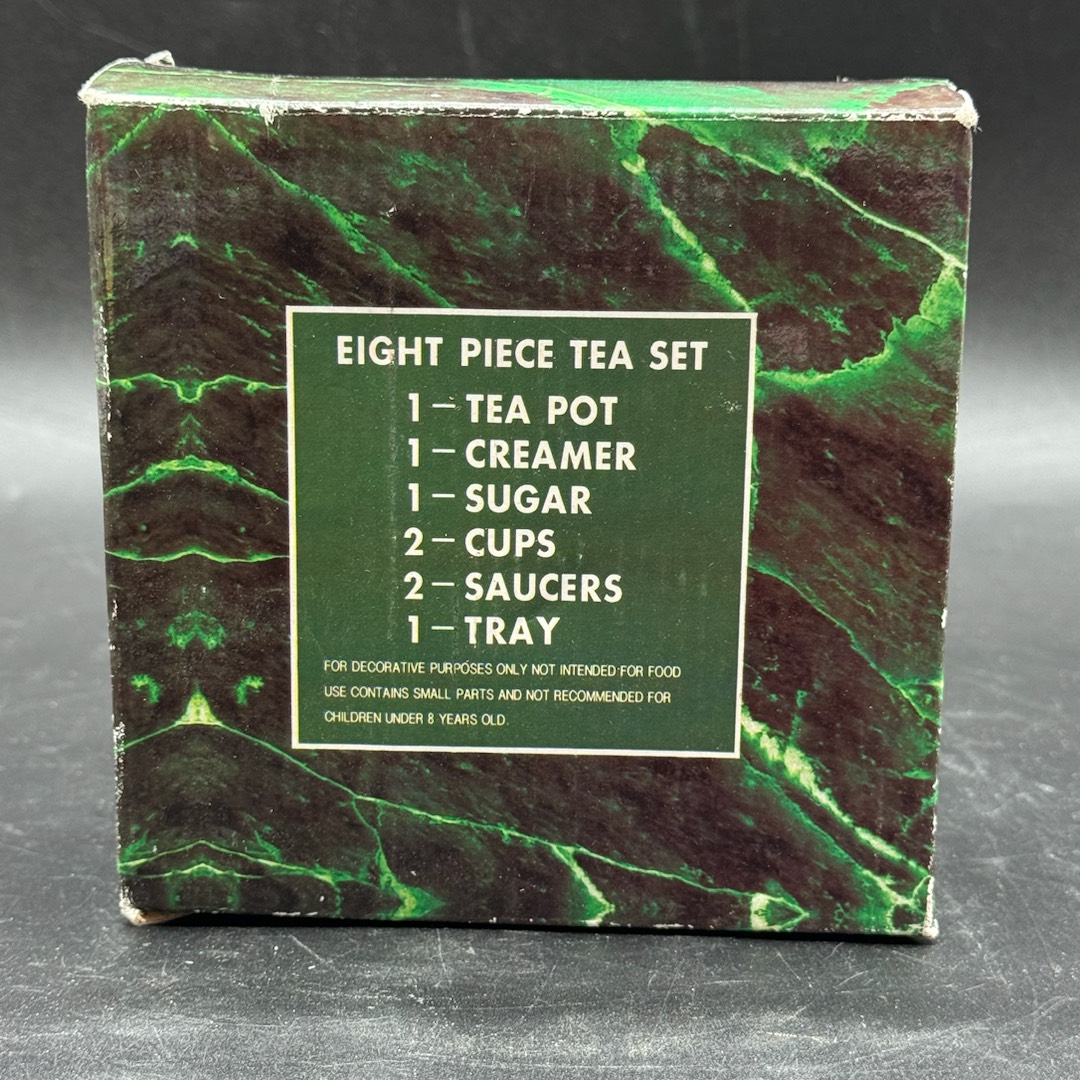 EIGHT PIECE TEA SET
1 — TEA POT
1 — CREAMER
1 — SUGAR
2 — CUPS
2 — SAUCERS
1 — TRAY
FOR DECORATIVE PURPOSES ONLY NOT INTENDED FOR FOOD
USE CONTAINS SMALL PARTS AND NOT RECOMMENDED FOR
CHILDREN UNDER 8 YEARS OLD.